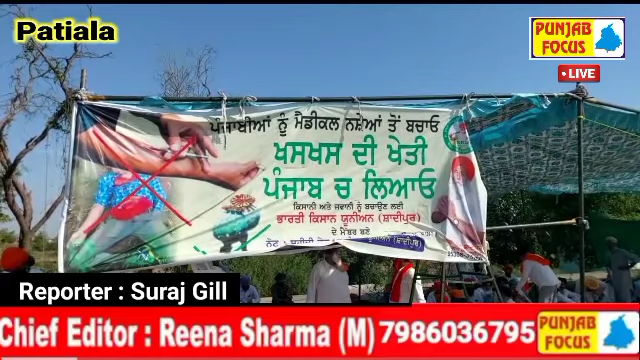 Patiala
PUNJAB
FOCUS
LIVE
ਪੰਜਾਬੀਆਂ ਨੂੰ ਮੈਡੀਕਲ ਨਸ਼ਿਆਂ ਤੋਂ ਬਚਾਓ
ਖਸਖਸ ਦੀ ਖੇਤੀ
ਪੰਜਾਬ ਚ ਲਿਆਓ
ਕਿਸਾਨੀ ਅਤੇ ਜਵਾਨੀ ਨੂੰ ਬਚਾਉਣ ਲਈ
ਭਾਰਤੀ ਕਿਸਾਨ ਯੂਨੀਅਨ (ਸ਼ਾਦੀਪੁਰ)
ਦੇ ਮੈਂਬਰ ਬਣੋ
ਯੂਨੀਅਨ (ਸ਼ਾਦੀਪੁਰ)
Reporter : Suraj Gill
Chief Editor : Reena Sharma (M) 7986036795
PUNJAB
FOCUS